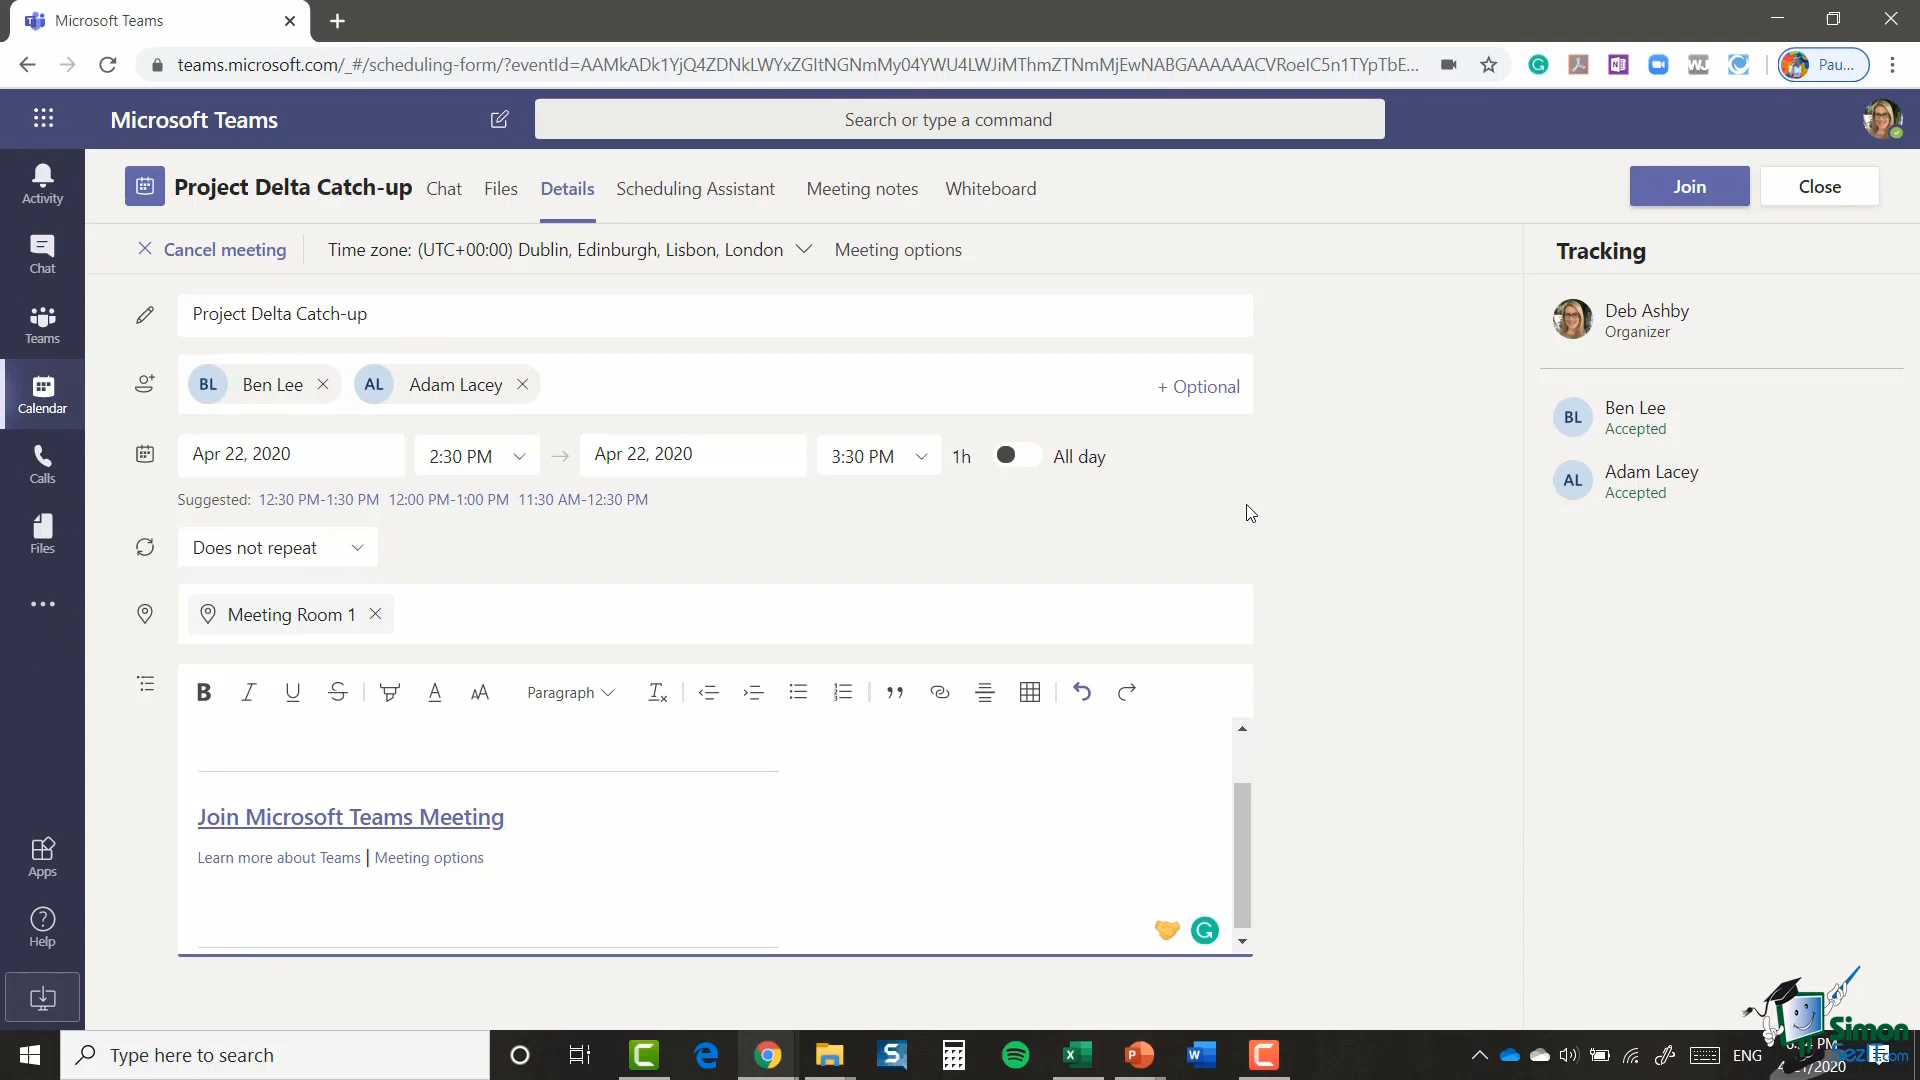 Microsoft Teams
teams.microsoft.com/_#/scheduling-form/?eventId=AAMkADk1YjQ4ZDNkLWYxZGItNGNmMy04YWU4LWJiMThmZTNmMjEwNABGAAAAAACVRoeIC5n1TYpTbE...
Pau...
Microsoft Teams
Search or type a command
Activity
Chat
Teams
Calendar
Calls
Files
Apps
Help
Project Delta Catch-up Chat Files Details Scheduling Assistant Meeting notes Whiteboard
Join Close
Cancel meeting Time zone: (UTC+00:00) Dublin, Edinburgh, Lisbon, London Meeting options
Project Delta Catch-up
BL Ben Lee AL Adam Lacey + Optional
Apr 22, 2020 2:30 PM → Apr 22, 2020 3:30 PM 1h All day
Suggested: 12:30 PM-1:30 PM 12:00 PM-1:00 PM 11:30 AM-12:30 PM
Does not repeat
Meeting Room 1
Paragraph
Join Microsoft Teams Meeting
Learn more about Teams | Meeting options
Tracking
Deb Ashby
Organizer
BL Ben Lee
Accepted
AL Adam Lacey
Accepted
Simon
SezIT.com
Type here to search
ENG